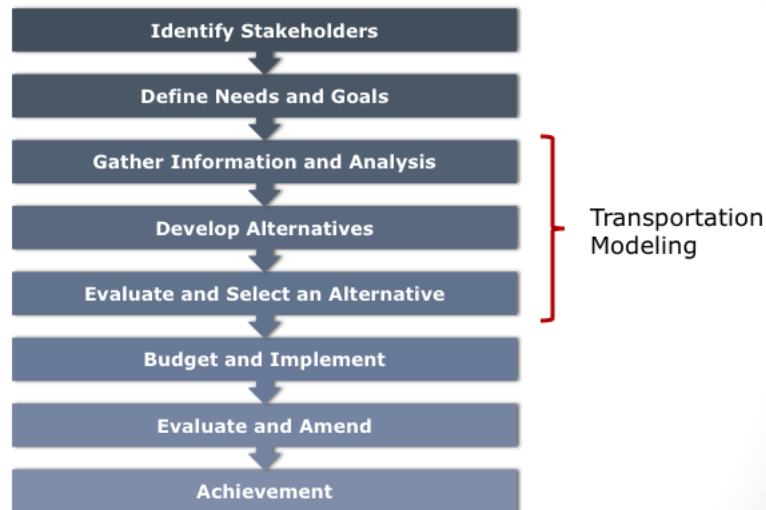 Identify Stakeholders
Define Needs and Goals
Gather Information and Analysis
Develop Alternatives
Evaluate and Select an Alternative
Transportation
Modeling
Budget and Implement
Evaluate and Amend
Achievement